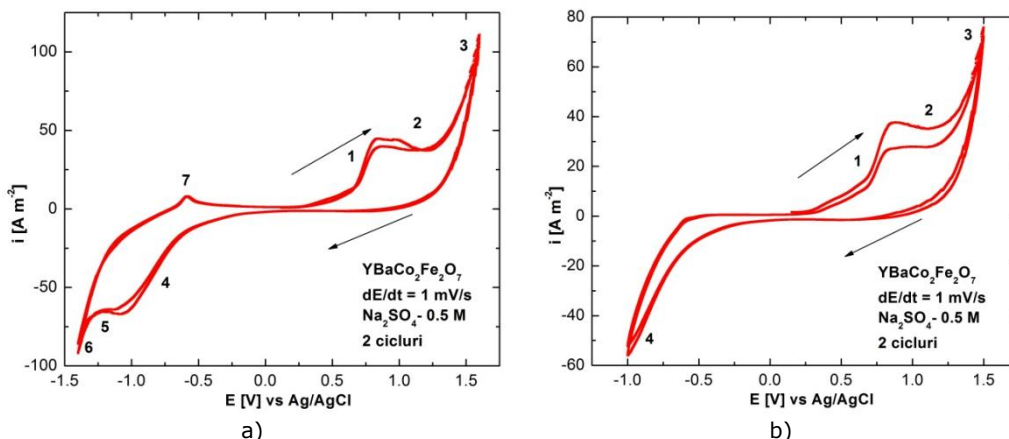 100
50
0
-50
-100
i [A m⁻²]
-1.5
-1.0
-0.5
0.0
0.5
1.0
1.5
E [V] vs Ag/AgCl
1
2
3
4
5
6
7
YBaCo₂Fe₂O₇
dE/dt = 1 mV/s
Na₂SO₄- 0.5 M
2 cicluri
a)
80
60
40
20
0
-20
-40
-60
i [A m⁻²]
-1.0
-0.5
0.0
0.5
1.0
1.5
E [V] vs Ag/AgCl
1
2
3
4
YBaCo₂Fe₂O₇
dE/dt = 1 mV/s
Na₂SO₄- 0.5 M
2 cicluri
b)